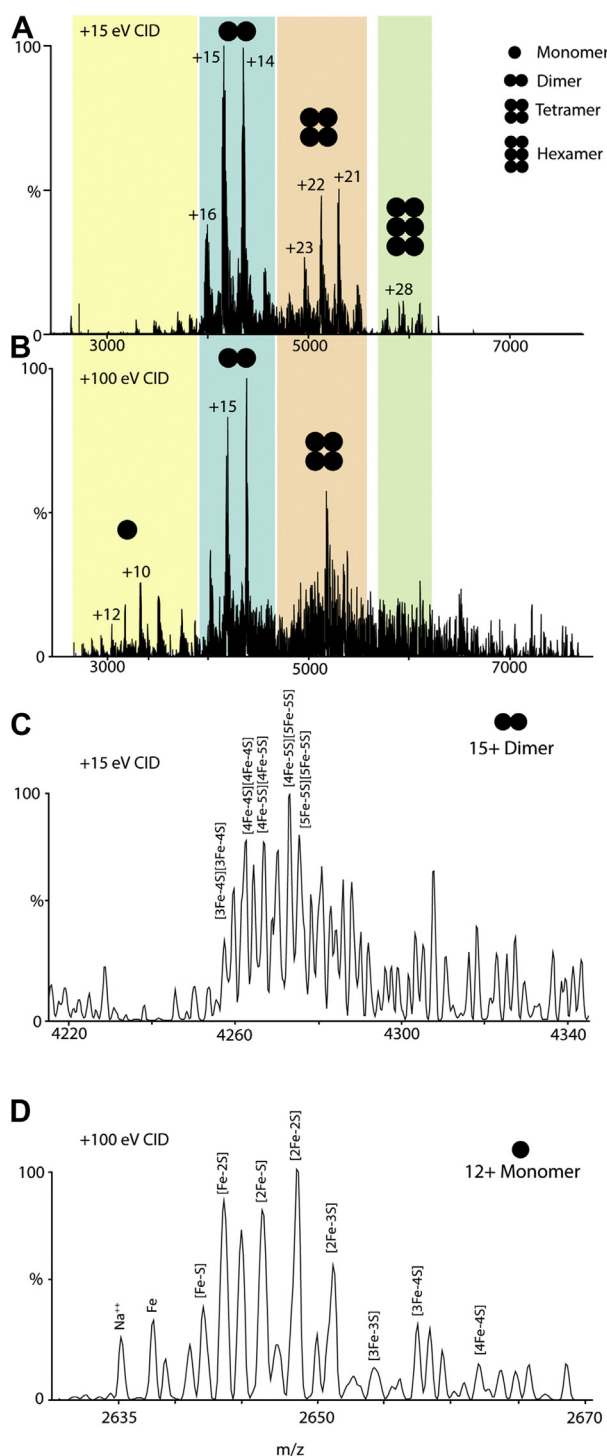 A
+15 eV CID
100
+15
+14
Monomer
Dimer
Tetramer
Hexamer
%
+16
+22
+21
+23
+28
0
3000
5000
7000
B
100
+100 eV CID
+15
%
+10
+12
0
3000
5000
7000
C
+15 eV CID
15+ Dimer
100
[3Fe-4S][3Fe-4S]
[4Fe-4S][4Fe-4S]
[4Fe-5S][4Fe-5S]
[4Fe-5S][5Fe-5S]
[5Fe-5S][5Fe-5S]
%
0
4220
4260
4300
4340
D
+100 eV CID
12+ Monomer
100
Na++
Fe
[Fe-S]
[Fe-2S]
[2Fe-S]
[2Fe-2S]
[2Fe-3S]
[3Fe-3S]
[3Fe-4S]
[4Fe-4S]
%
0
2635
2650
2670
m/z